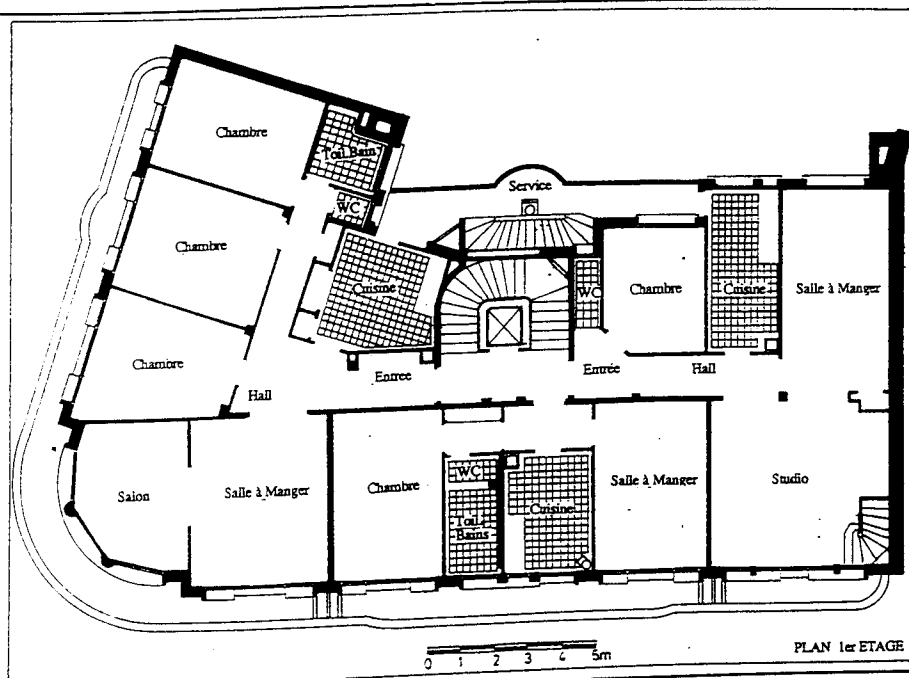 Chambre
Toil.Bain
Service
WC
Chambre
Cuisine
WC
Chambre
Cuisine
Salle à Manger
Chambre
Entree
Entrée
Hall
Hall
Salon
Salle à Manger
Chambre
WC
Toil.
Bains
Cuisine
Salle à Manger
Studio
0 1 2 3 4 5m
PLAN 1er ETAGE